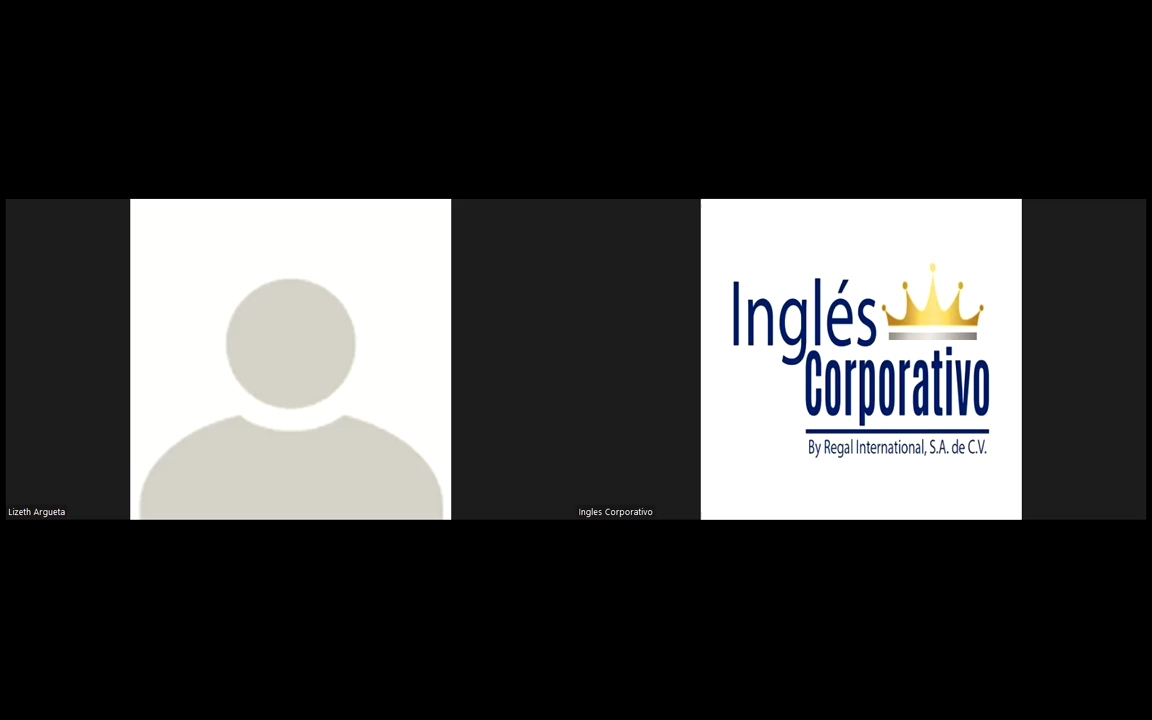 Inglés
Corporativo
By Regal International, S.A. de C.V.
Lizeth Argueta
Ingles Corporativo